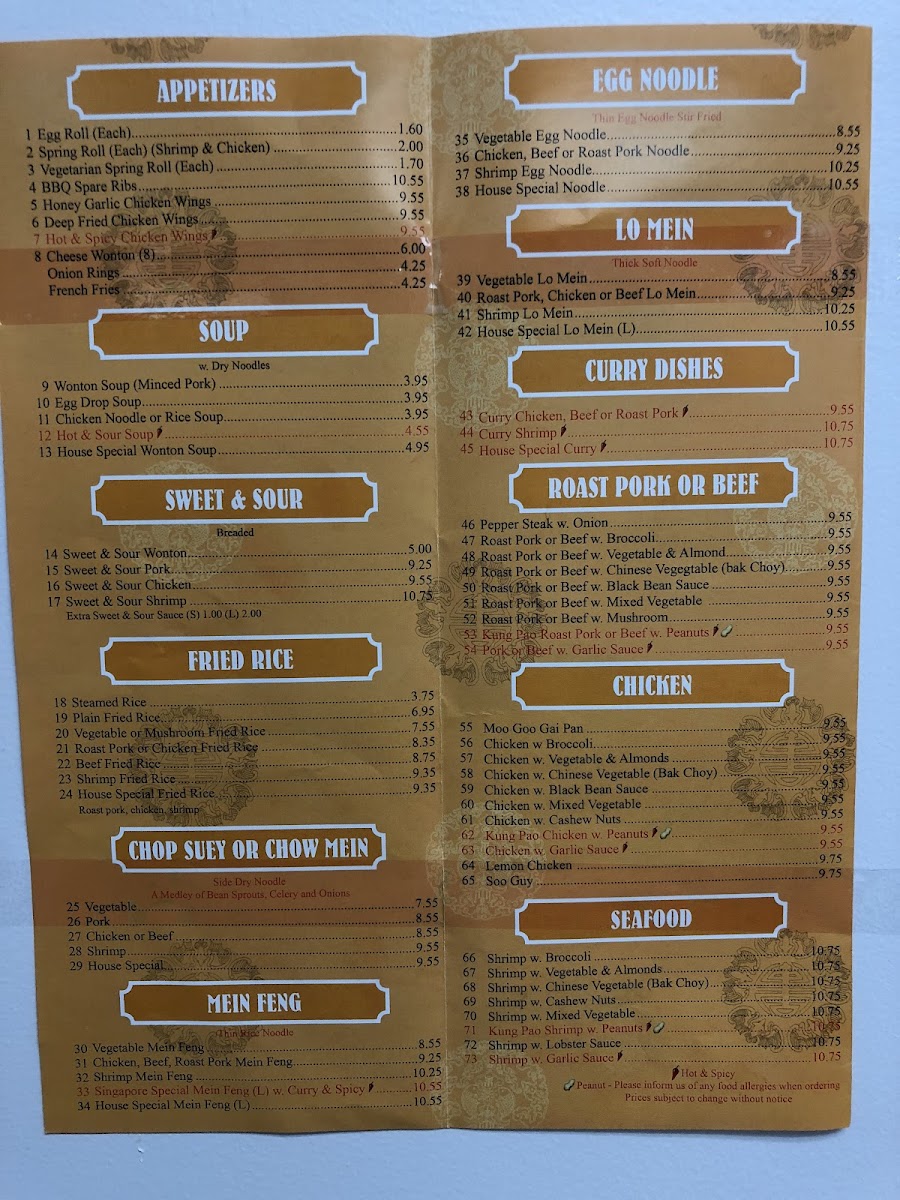 APPETIZERS
1 Egg Roll (Each) 1.60
2 Spring Roll (Each) (Shrimp & Chicken) 2.00
3 Vegetarian Spring Roll (Each) 1.70
4 BBQ Spare Ribs 10.55
5 Honey Garlic Chicken Wings 9.55
6 Deep Fried Chicken Wings 9.55
7 Hot & Spicy Chicken Wings 9.55
8 Cheese Wonton (8) 6.00
Onion Rings 4.25
French Fries 4.25
SOUP
w. Dry Noodles
9 Wonton Soup (Minced Pork) 3.95
10 Egg Drop Soup 3.95
11 Chicken Noodle or Rice Soup 3.95
12 Hot & Sour Soup 4.55
13 House Special Wonton Soup 4.95
SWEET & SOUR
Breaded
14 Sweet & Sour Wonton 5.00
15 Sweet & Sour Pork 9.25
16 Sweet & Sour Chicken 9.55
17 Sweet & Sour Shrimp 10.75
Extra Sweet & Sour Sauce (S) 1.00 (L) 2.00
FRIED RICE
18 Steamed Rice 3.75
19 Plain Fried Rice 6.95
20 Vegetable or Mushroom Fried Rice 7.55
21 Roast Pork or Chicken Fried Rice 8.35
22 Beef Fried Rice 8.75
23 Shrimp Fried Rice 9.35
24 House Special Fried Rice 9.35
Roast pork, chicken, shrimp
CHOP SUEY OR CHOW MEIN
Side Dry Noodle
A Medley of Bean Sprouts, Celery and Onions
25 Vegetable 7.55
26 Pork 8.55
27 Chicken or Beef 8.55
28 Shrimp 9.55
29 House Special 9.55
MEIN FENG
Thin Rice Noodle
30 Vegetable Mein Feng 8.55
31 Chicken, Beef, Roast Pork Mein Feng 9.25
32 Shrimp Mein Feng 10.25
33 Singapore Special Mein Feng (L) w. Curry & Spicy 10.55
34 House Special Mein Feng (L) 10.55
EGG NOODLE
Thin Egg Noodle Stir Fried
35 Vegetable Egg Noodle 8.55
36 Chicken, Beef or Roast Pork Noodle 9.25
37 Shrimp Egg Noodle 10.25
38 House Special Noodle 10.55
LO MEIN
Thick Soft Noodle
39 Vegetable Lo Mein 8.55
40 Roast Pork, Chicken or Beef Lo Mein 9.25
41 Shrimp Lo Mein 10.25
42 House Special Lo Mein (L) 10.55
CURRY DISHES
43 Curry Chicken, Beef or Roast Pork 9.55
44 Curry Shrimp 10.75
45 House Special Curry 10.75
ROAST PORK OR BEEF
46 Pepper Steak w. Onion 9.55
47 Roast Pork or Beef w. Broccoli 9.55
48 Roast Pork or Beef w. Vegetable & Almond 9.55
49 Roast Pork or Beef w. Chinese Vegegtable (bak Choy) 9.55
50 Roast Pork or Beef w. Black Bean Sauce 9.55
51 Roast Pork or Beef w. Mixed Vegetable 9.55
52 Roast Pork or Beef w. Mushroom 9.55
53 Kung Pao Roast Pork or Beef w. Peanuts 9.55
54 Pork or Beef w. Garlic Sauce 9.55
CHICKEN
55 Moo Goo Gai Pan 9.55
56 Chicken w Broccoli 9.55
57 Chicken w. Vegetable & Almonds 9.55
58 Chicken w. Chinese Vegetable (Bak Choy) 9.55
59 Chicken w. Black Bean Sauce 9.55
60 Chicken w. Mixed Vegetable 9.55
61 Chicken w. Cashew Nuts 9.55
62 Kung Pao Chicken w. Peanuts 9.55
63 Chicken w. Garlic Sauce 9.55
64 Lemon Chicken 9.75
65 Soo Guy 9.75
SEAFOOD
66 Shrimp w. Broccoli 10.75
67 Shrimp w. Vegetable & Almonds 10.75
68 Shrimp w. Chinese Vegetable (Bak Choy) 10.75
69 Shrimp w. Cashew Nuts 10.75
70 Shrimp w. Mixed Vegetable 10.75
71 Kung Pao Shrimp w. Peanuts 10.75
72 Shrimp w. Lobster Sauce 10.75
73 Shrimp w. Garlic Sauce 10.75
Hot & Spicy
Peanut - Please inform us of any food allergies when ordering
Prices subject to change without notice